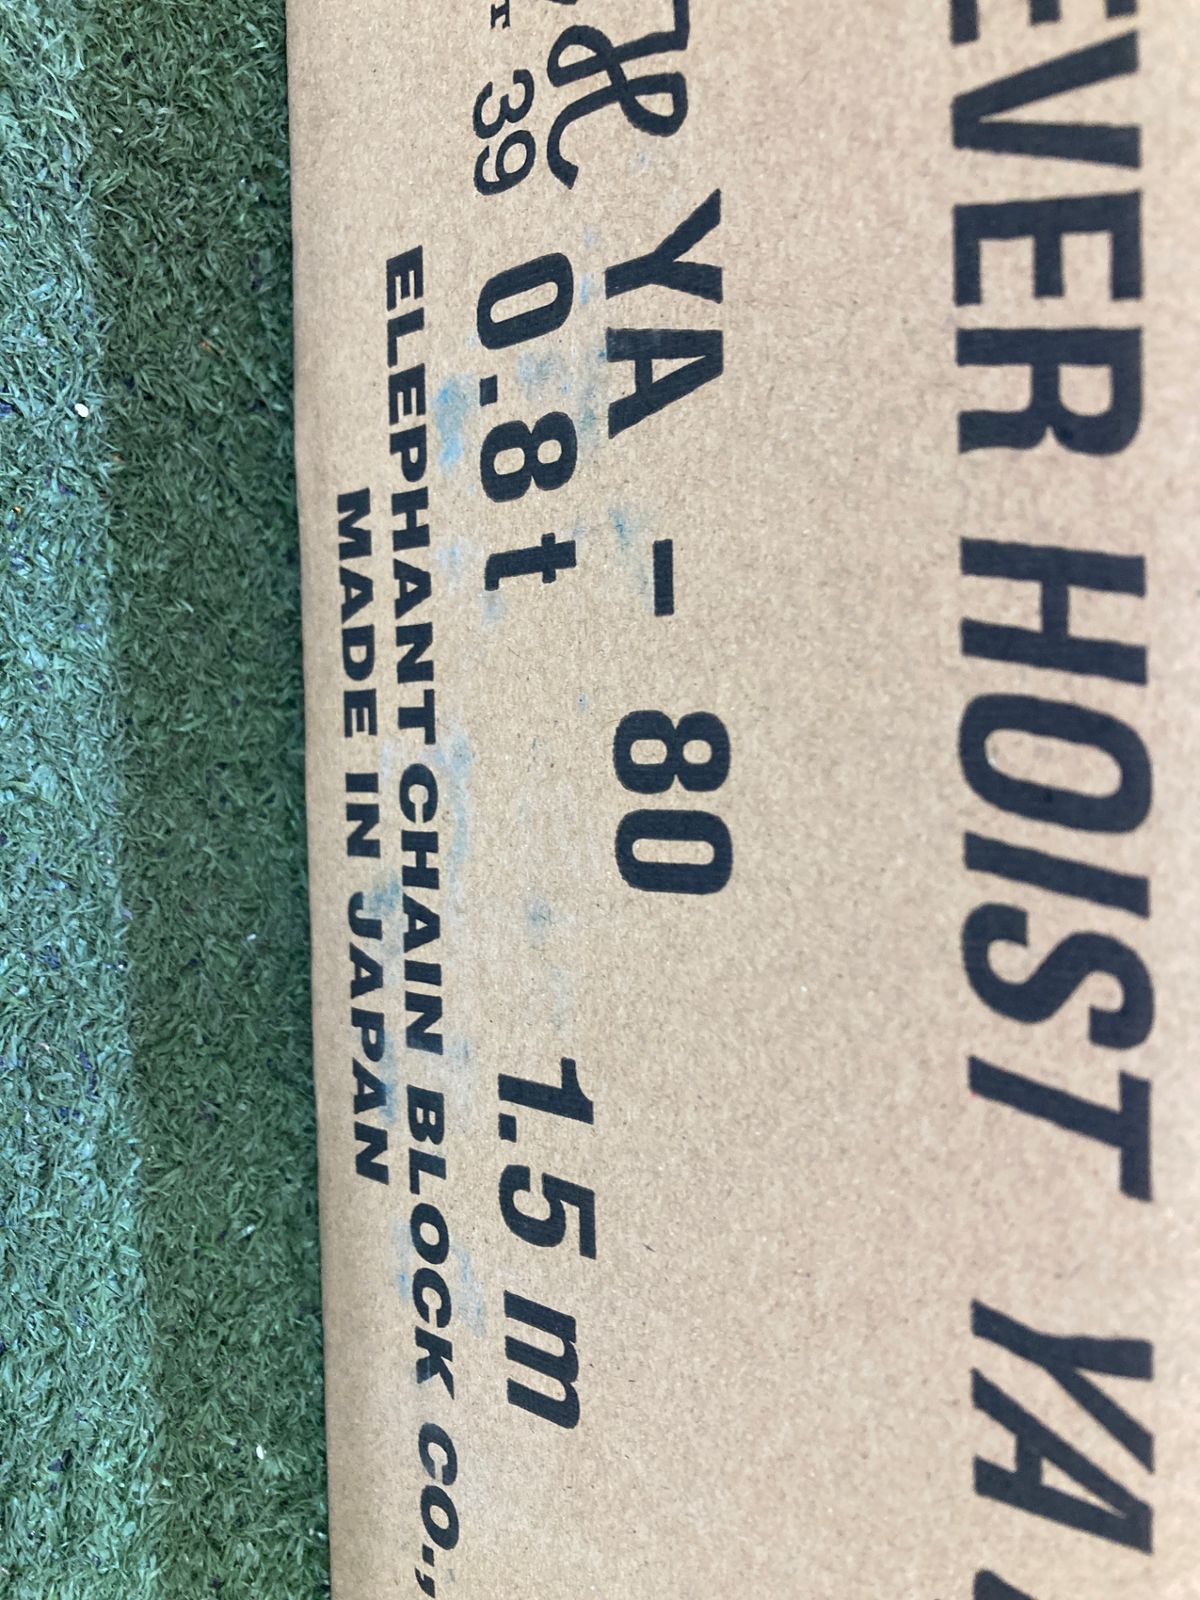 EVER HOIST YA
YA-80
39 0.8t 1.5m
ELEPHANT CHAIN BLOCK CO.,
MADE IN JAPAN